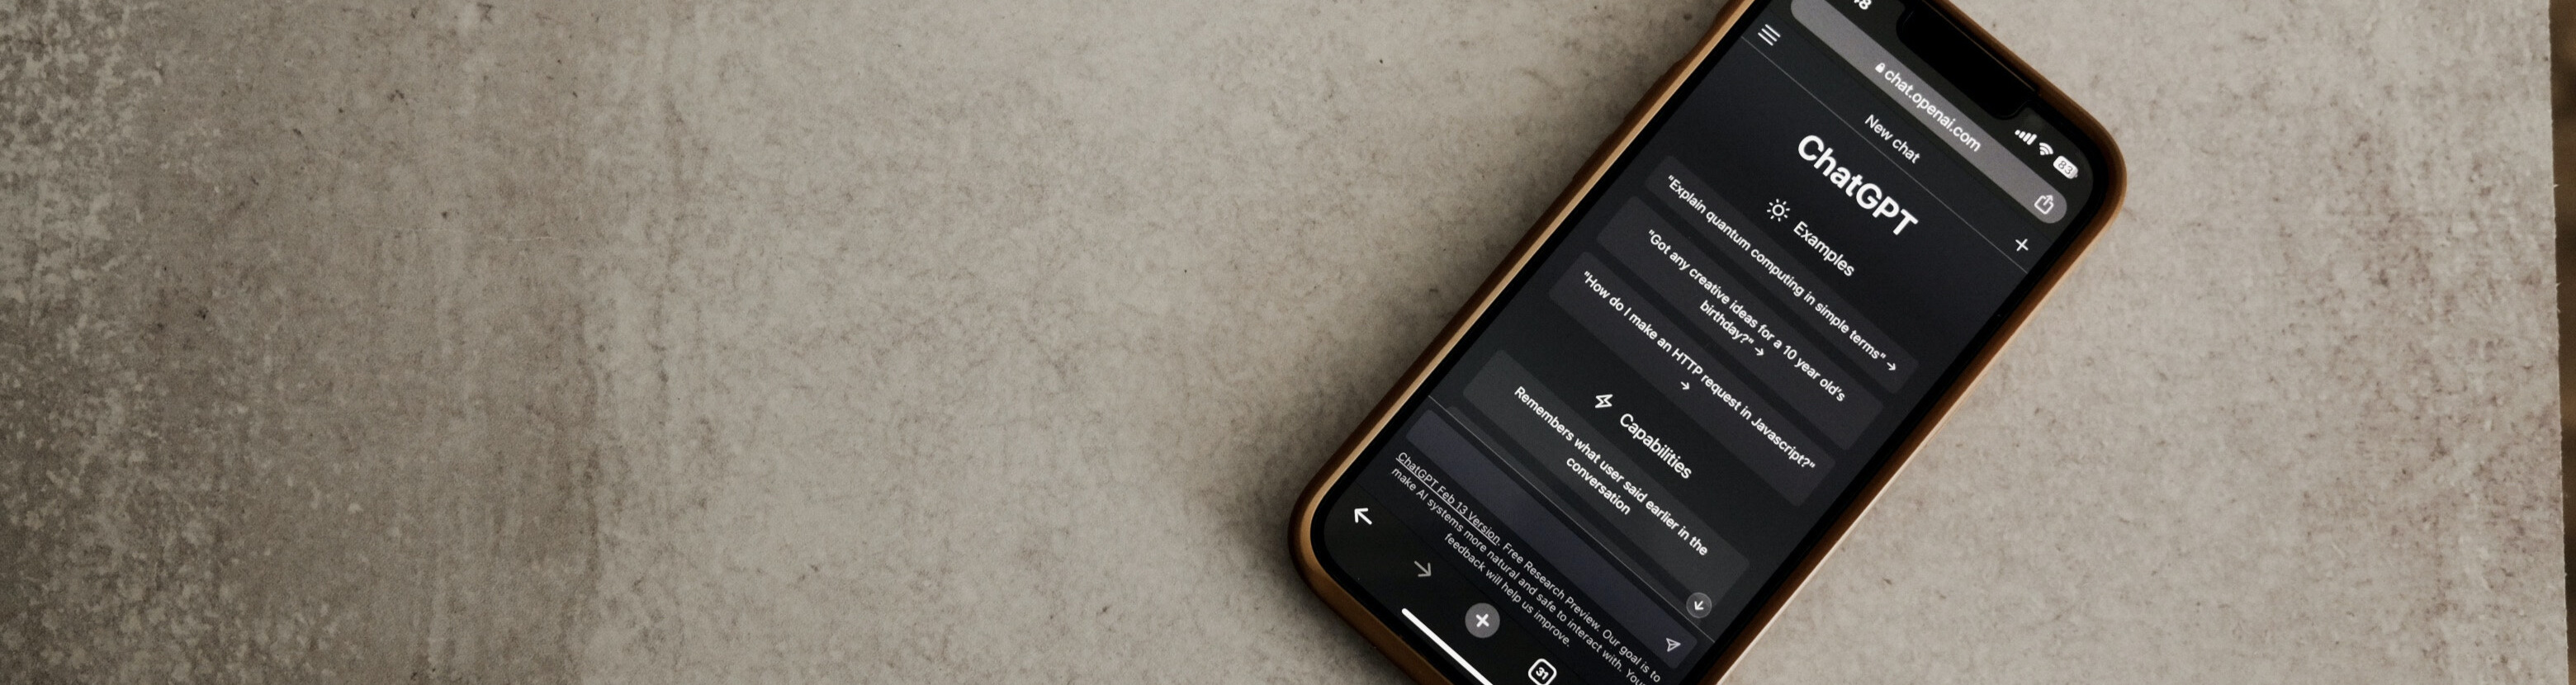 chat.openai.com
83
New chat
ChatGPT
Examples
"Explain quantum computing in simple terms" →
"Got any creative ideas for a 10 year old's
birthday?" →
"How do I make an HTTP request in Javascript?"
→
Capabilities
Remembers what user said earlier in the
conversation
ChatGPT Feb 13 Version. Free Research Preview. Our goal is to
make AI systems more natural and safe to interact with. Your
feedback will help us improve.
31